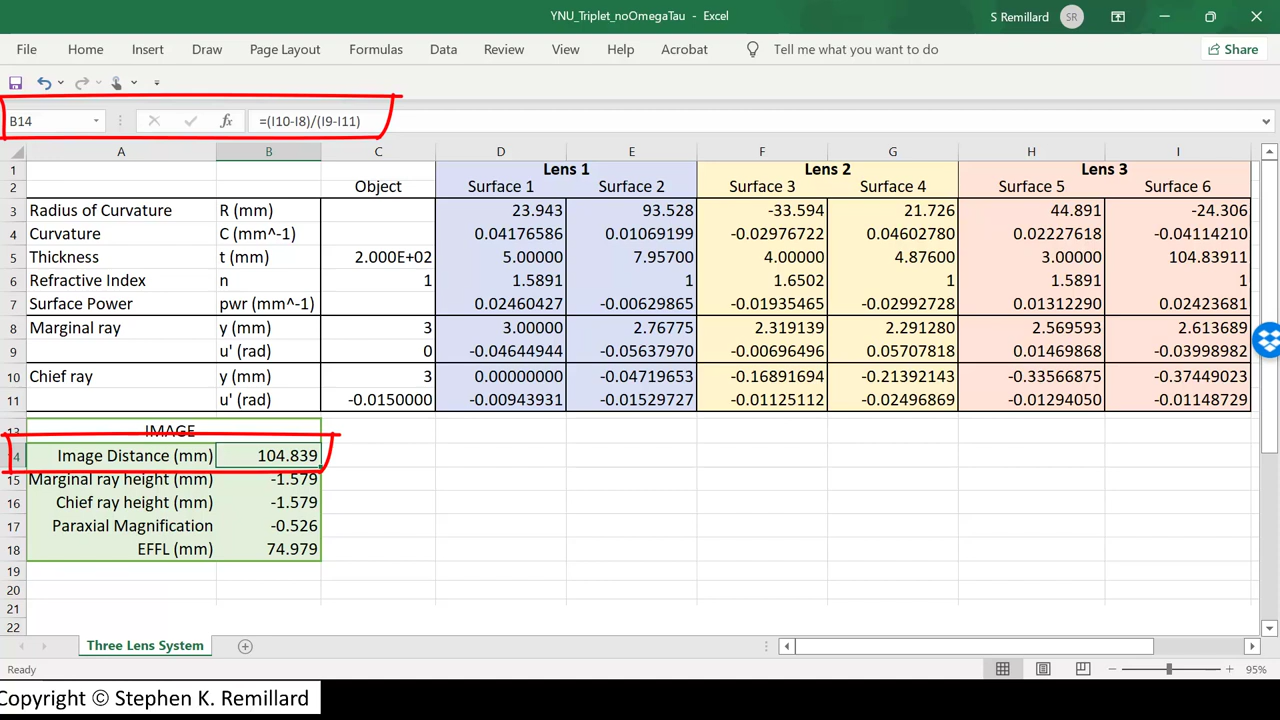 YNU_Triplet_noOmegaTau - Excel
S Remillard SR
File Home Insert Draw Page Layout Formulas Data Review View Help Acrobat Tell me what you want to do Share
B14 fx =(I10-I8)/(I9-I11)
A B C D E F G H I
1 Lens 1 Lens 2 Lens 3
2 Object Surface 1 Surface 2 Surface 3 Surface 4 Surface 5 Surface 6
3 Radius of Curvature R (mm) 23.943 93.528 -33.594 21.726 44.891 -24.306
4 Curvature C (mm^-1) 0.04176586 0.01069199 -0.02976722 0.04602780 0.02227618 -0.04114210
5 Thickness t (mm) 2.000E+02 5.00000 7.95700 4.00000 4.87600 3.00000 104.83911
6 Refractive Index n 1 1.5891 1 1.6502 1 1.5891 1
7 Surface Power pwr (mm^-1) 0.02460427 -0.00629865 -0.01935465 -0.02992728 0.01312290 0.02423681
8 Marginal ray y (mm) 3 3.00000 2.76775 2.319139 2.291280 2.569593 2.613689
9 u' (rad) 0 -0.04644944 -0.05637970 -0.00696496 0.05707818 0.01469868 -0.03998982
10 Chief ray y (mm) 3 0.00000000 -0.04719653 -0.16891694 -0.21392143 -0.33566875 -0.37449023
11 u' (rad) -0.0150000 -0.00943931 -0.01529727 -0.01125112 -0.02496869 -0.01294050 -0.01148729
13 IMAGE
14 Image Distance (mm) 104.839
15 Marginal ray height (mm) -1.579
16 Chief ray height (mm) -1.579
17 Paraxial Magnification -0.526
18 EFFL (mm) 74.979
19
20
21
22
Three Lens System
Ready 95%
Copyright © Stephen K. Remillard